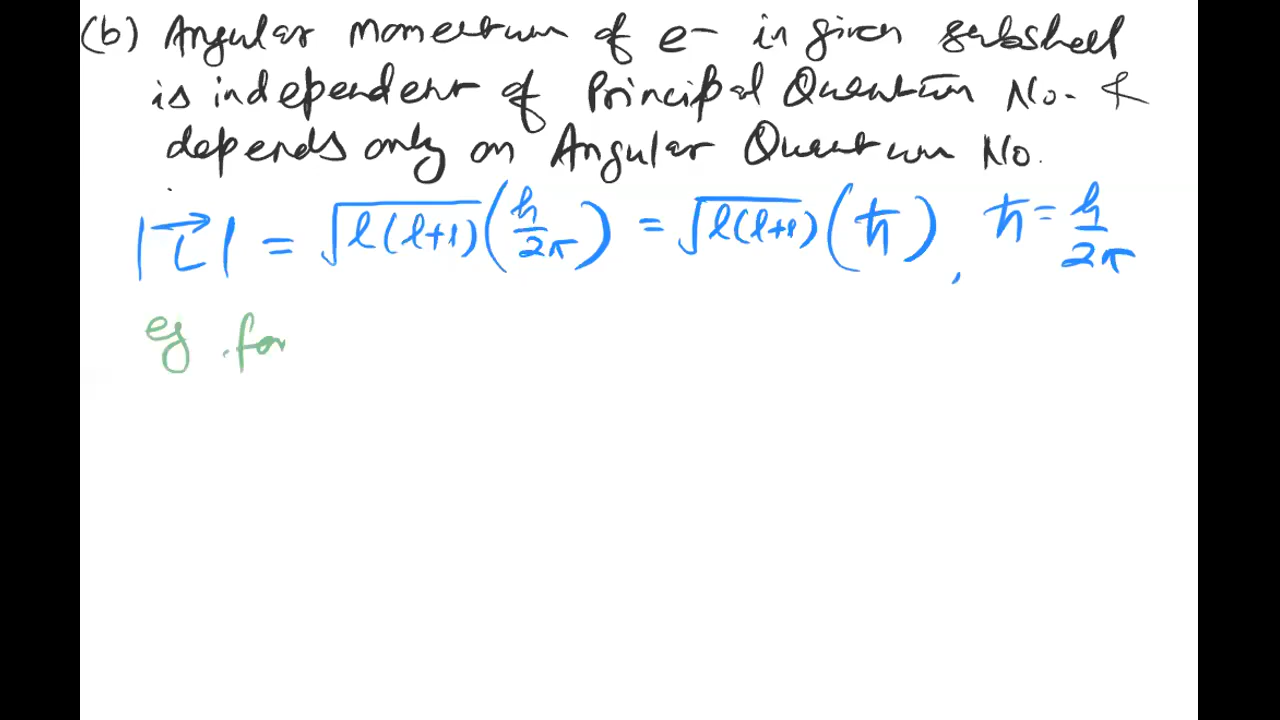 (b) Angular Momentum of e- in given subshell
is independent of Principal Quantum No. &
depends only on Angular Quantum No.
|L⃗| = √l(l+1) (h/2π) = √l(l+1) (ħ), ħ = h/2π
eg. for